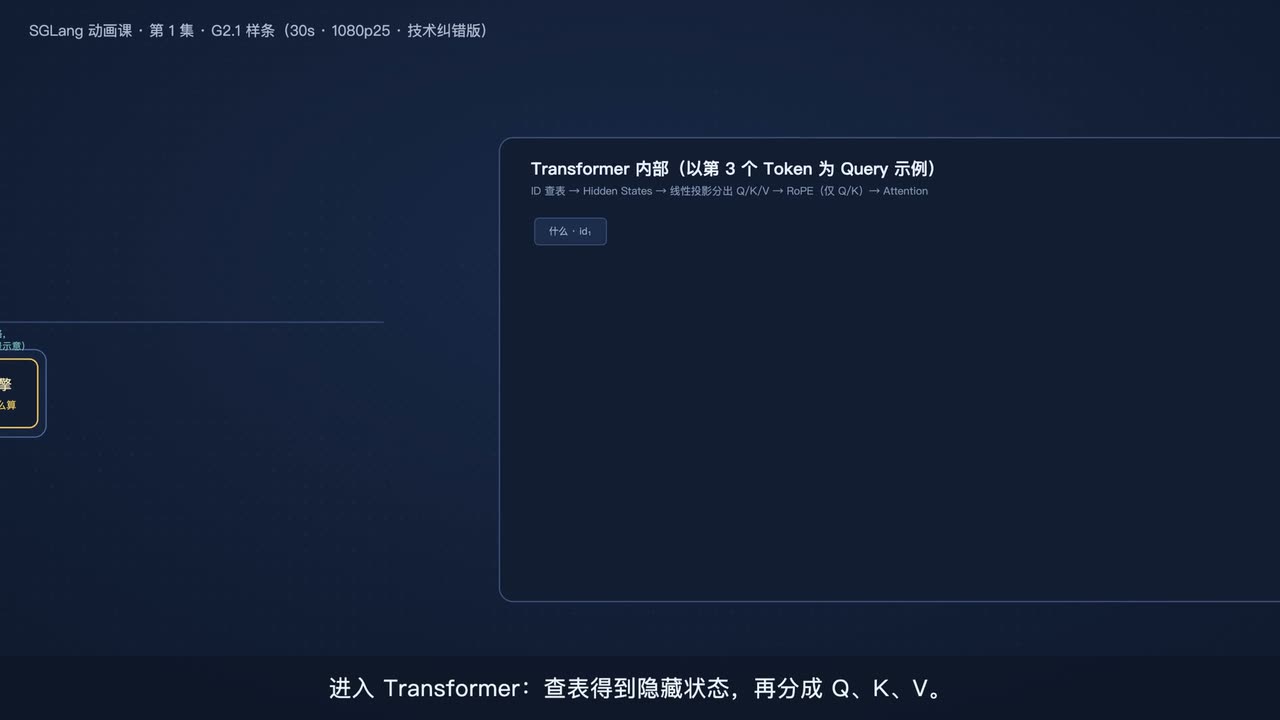 SGLang 动画课 · 第 1 集 · G2.1 样条（30s · 1080p25 · 技术纠错版）
Transformer 内部（以第 3 个 Token 为 Query 示例）
ID 查表 → Hidden States → 线性投影分出 Q/K/V → RoPE（仅 Q/K）→ Attention
什么 · id₁
示意）
擎
么算
进入 Transformer：查表得到隐藏状态，再分成 Q、K、V。